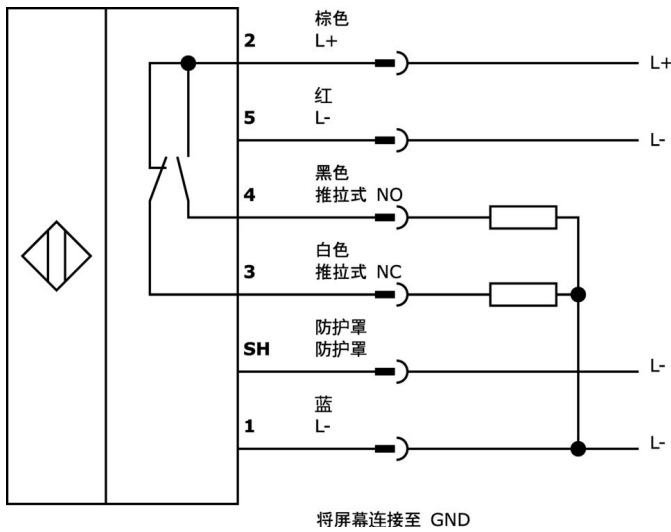 棕色
2 L+
L+
红
5 L-
L-
黑色
4 推拉式 NO
白色
3 推拉式 NC
防护罩
SH 防护罩
L-
蓝
1 L-
L-
将屏幕连接至 GND